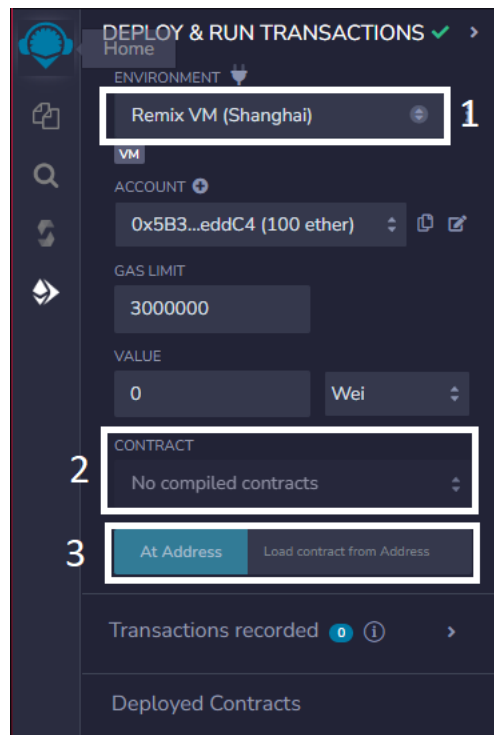 DEPLOY & RUN TRANSACTIONS
Home
ENVIRONMENT
Remix VM (Shanghai)
1
VM
ACCOUNT
0x5B3...eddC4 (100 ether)
GAS LIMIT
3000000
VALUE
0 Wei
CONTRACT
2
No compiled contracts
3
At Address Load contract from Address
Transactions recorded 0 i
Deployed Contracts